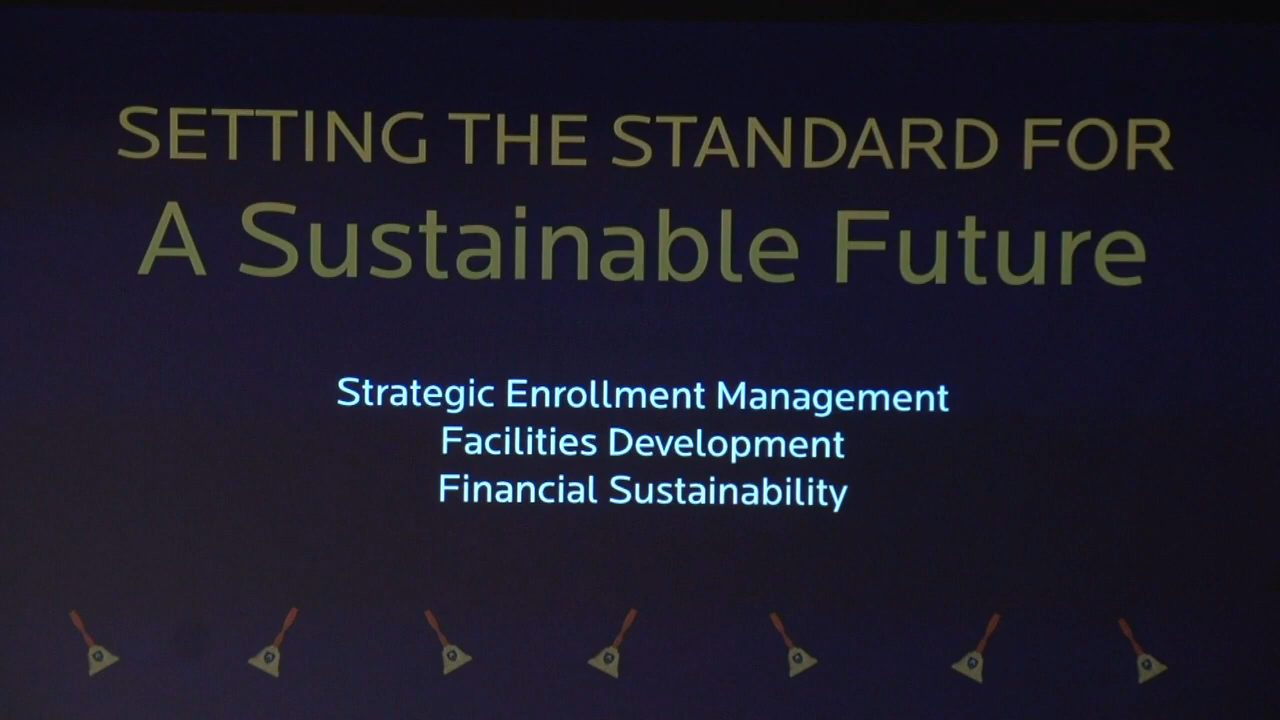 SETTING THE STANDARD FOR
A Sustainable Future
Strategic Enrollment Management
Facilities Development
Financial Sustainability